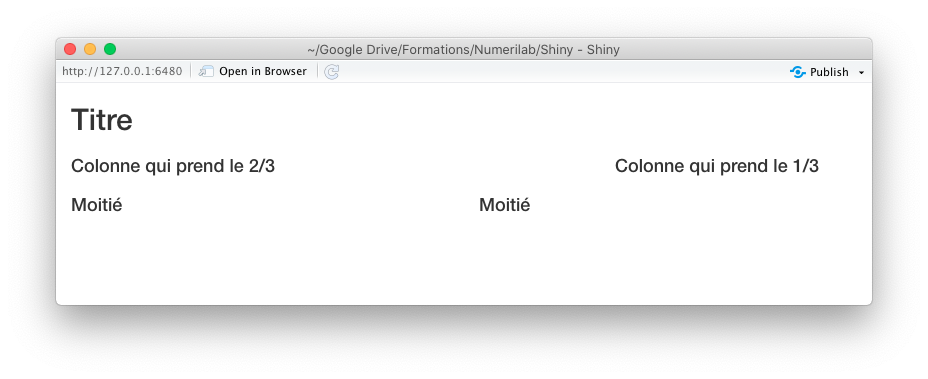 ~/Google Drive/Formations/Numerilab/Shiny - Shiny
http://127.0.0.1:6480 Open in Browser Publish
Titre
Colonne qui prend le 2/3 Colonne qui prend le 1/3
Moitié Moitié